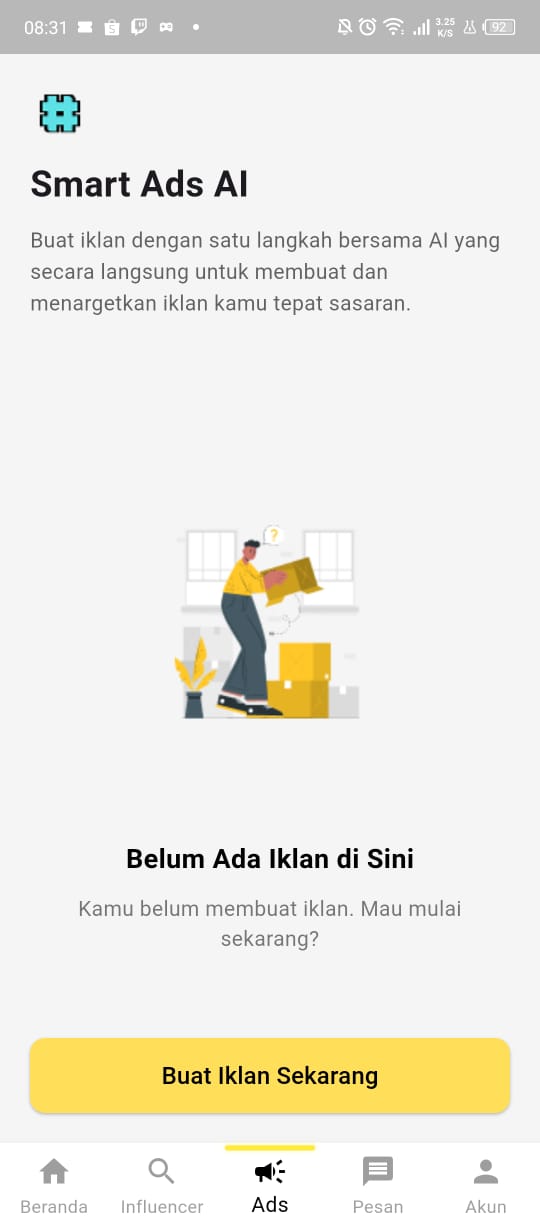 08:31
3.25
K/S
92
Smart Ads AI
Buat iklan dengan satu langkah bersama AI yang
secara langsung untuk membuat dan
menargetkan iklan kamu tepat sasaran.
?
Belum Ada Iklan di Sini
Kamu belum membuat iklan. Mau mulai
sekarang?
Buat Iklan Sekarang
Beranda
Influencer
Ads
Pesan
Akun